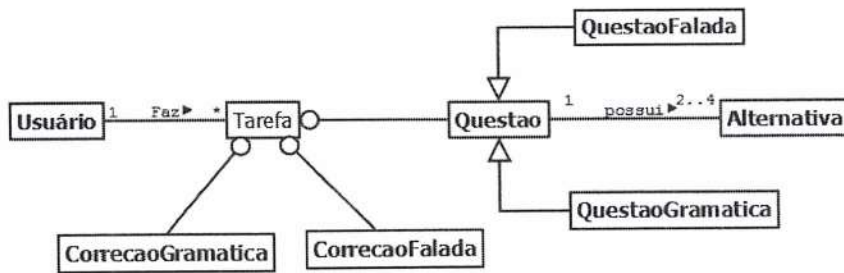 QuestaoFalada
Usuário
1
Faz
*
Tarefa
Questao
1
possui
2..4
Alternativa
QuestaoGramatica
CorrecaoGramatica
CorrecaoFalada